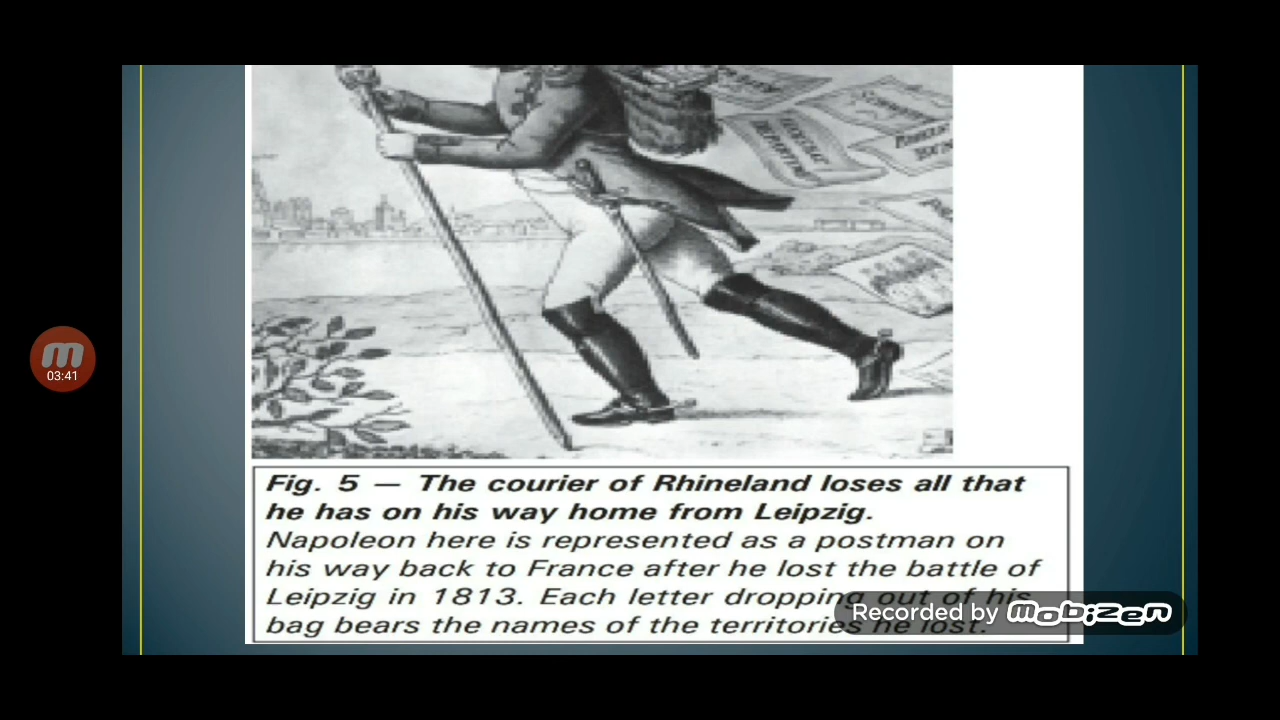 Fig. 5 — The courier of Rhineland loses all that
he has on his way home from Leipzig.
Napoleon here is represented as a postman on
his way back to France after he lost the battle of
Leipzig in 1813. Each letter dropping out of his
bag bears the names of the territories he lost.
Recorded by mobizen
03:41